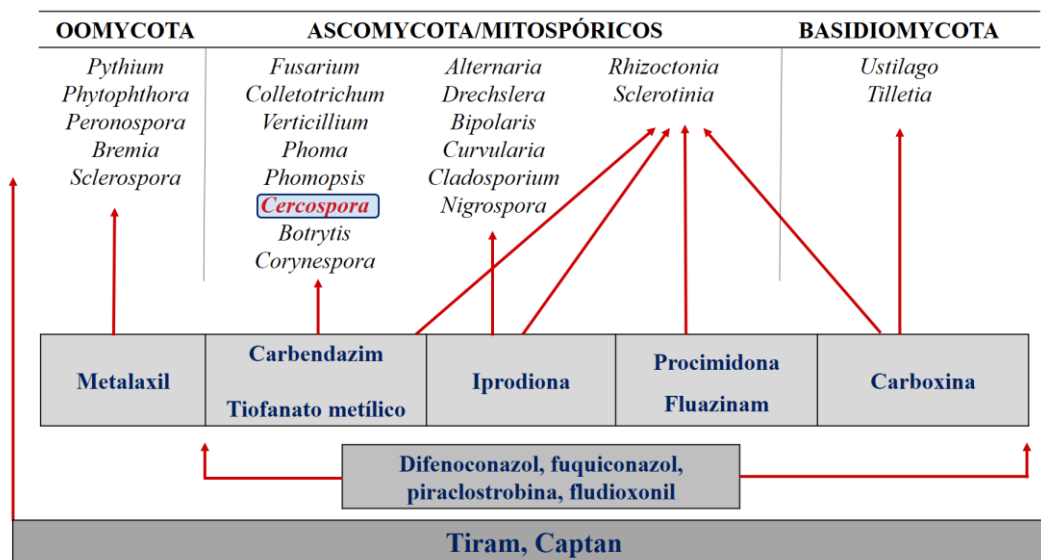 OOMYCOTA
ASCOMYCOTA/MITOSPÓRICOS
BASIDIOMYCOTA
Pythium
Phytophthora
Peronospora
Bremia
Sclerospora
Fusarium
Colletotrichum
Verticillium
Phoma
Phomopsis
Cercospora
Botrytis
Corynespora
Alternaria
Drechslera
Bipolaris
Curvularia
Cladosporium
Nigrospora
Rhizoctonia
Sclerotinia
Ustilago
Tilletia
Metalaxil
Carbendazim
Tiofanato metílico
Iprodiona
Procimidona
Fluazinam
Carboxina
Difenoconazol, fuquiconazol,
piraclostrobina, fludioxonil
Tiram, Captan